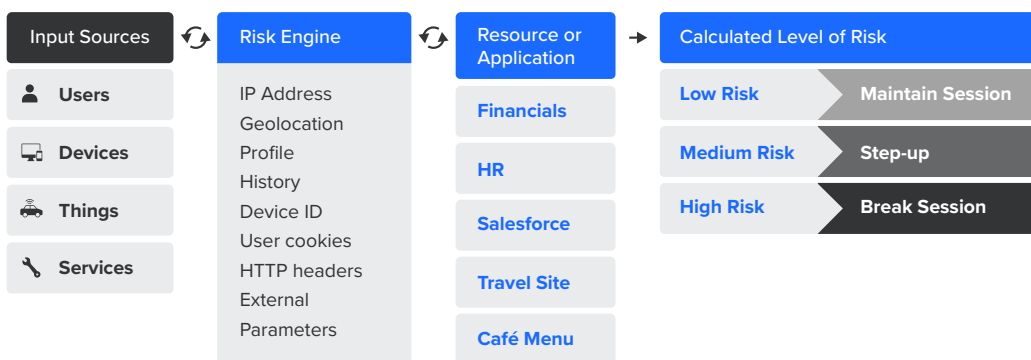 Input Sources
Users
Devices
Things
Services
Risk Engine
IP Address
Geolocation
Profile
History
Device ID
User cookies
HTTP headers
External
Parameters
Resource or
Application
Financials
HR
Salesforce
Travel Site
Café Menu
Calculated Level of Risk
Low Risk Maintain Session
Medium Risk Step-up
High Risk Break Session